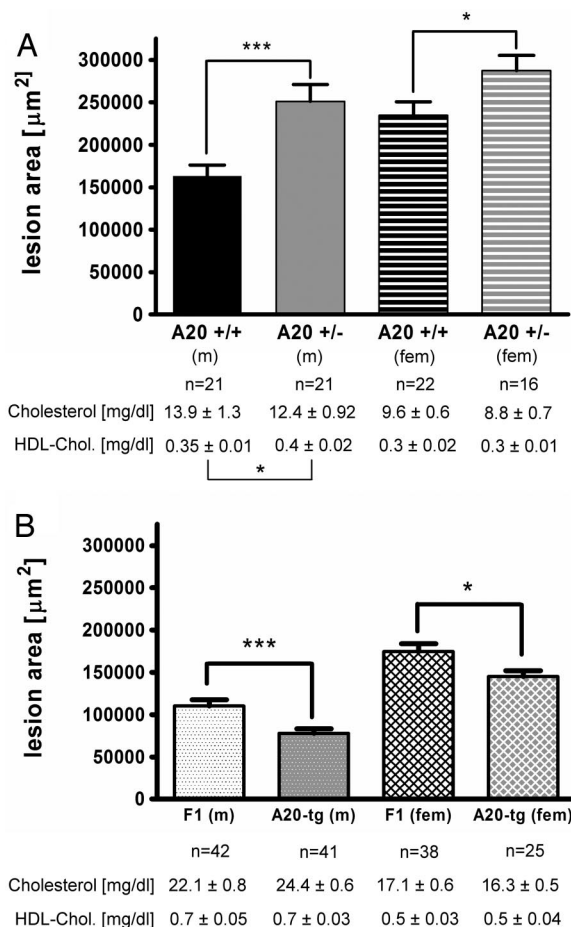 A
lesion area [µm²]
300000
250000
200000
150000
100000
50000
0
***
*
A20 +/+ A20 +/- A20 +/+ A20 +/-
(m) (m) (fem) (fem)
n=21 n=21 n=22 n=16
Cholesterol [mg/dl] 13.9 ± 1.3 12.4 ± 0.92 9.6 ± 0.6 8.8 ± 0.7
HDL-Chol. [mg/dl] 0.35 ± 0.01 0.4 ± 0.02 0.3 ± 0.02 0.3 ± 0.01
*
B
lesion area [µm²]
300000
250000
200000
150000
100000
50000
0
***
*
F1 (m) A20-tg (m) F1 (fem) A20-tg (fem)
n=42 n=41 n=38 n=25
Cholesterol [mg/dl] 22.1 ± 0.8 24.4 ± 0.6 17.1 ± 0.6 16.3 ± 0.5
HDL-Chol. [mg/dl] 0.7 ± 0.05 0.7 ± 0.03 0.5 ± 0.03 0.5 ± 0.04